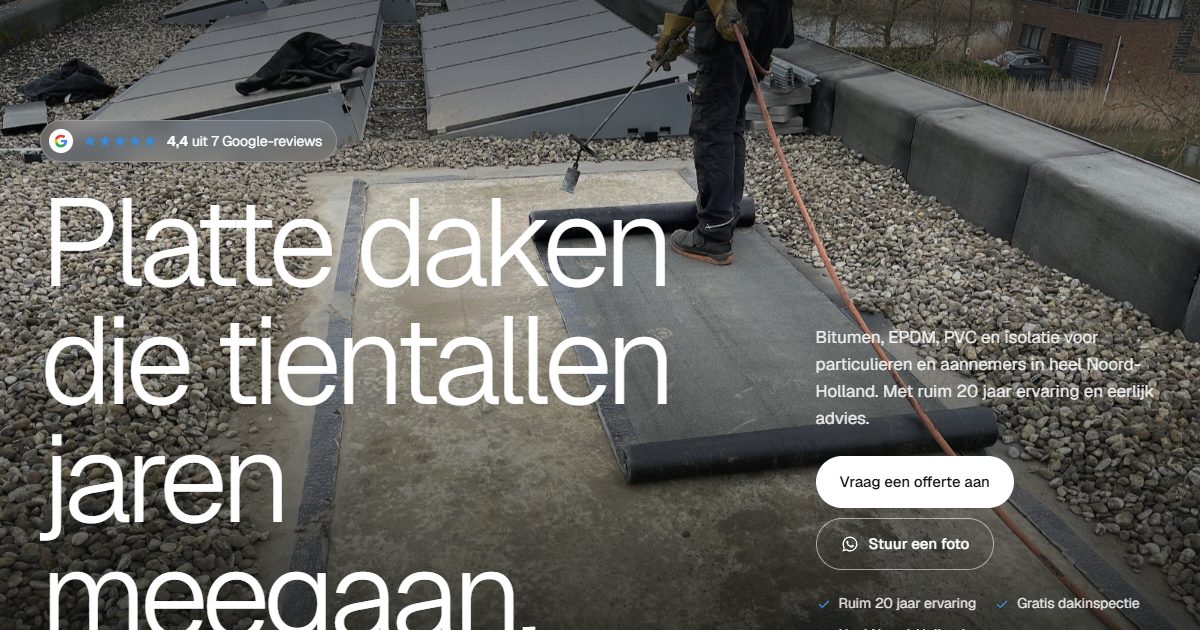 4,4 uit 7 Google-reviews
Platte daken
die tientallen
jaren
meegaan.
Bitumen, EPDM, PVC en isolatie voor
particulieren en aannemers in heel Noord-
Holland. Met ruim 20 jaar ervaring en eerlijk
advies.
Vraag een offerte aan
Stuur een foto
Ruim 20 jaar ervaring
Gratis dakinspectie